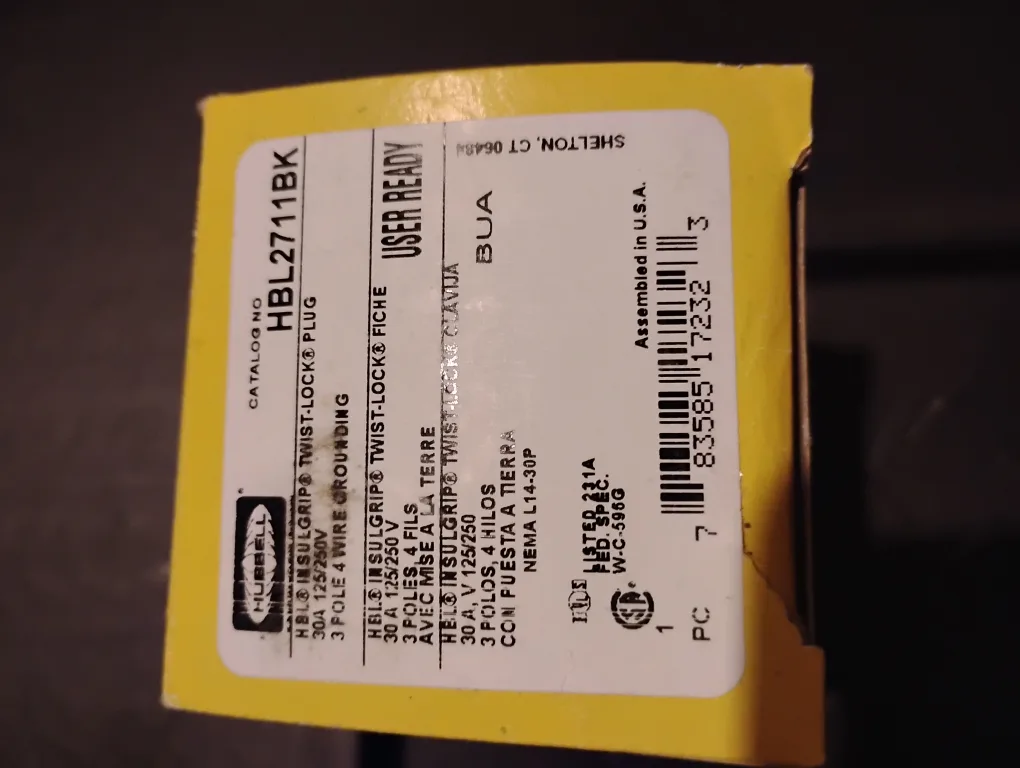 HUBBELL
CATALOG NO
HBL2711BK
HBL® INSULGRIP® TWIST-LOCK® PLUG
30A 125/250V
3 POLE 4 WIRE GROUNDING
HBL® INSULGRIP® TWIST-LOCK® FICHE
30 A 125/250 V
3 POLES, 4 FILS
AVEC MISE A LA TERRE
USER READY
HBL® INSULGRIP® TWIST-LOCK® CLAVIJA
30 A, V 125/250
3 POLOS, 4 HILOS
CON PUESTA A TIERRA
NEMA L14-30P
BUA
SHELTON, CT 06484
LISTED 231A
FED. SPEC.
W-C-596G
Assembled in U.S.A.
1
PC
7 83585 17232 3